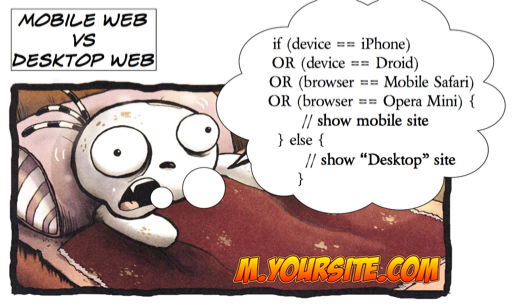 MOBILE WEB
VS
DESKTOP WEB
if (device == iPhone)
OR (device == Droid)
OR (browser == Mobile Safari)
OR (browser == Opera Mini) {
// show mobile site
} else {
// show “Desktop” site
}
M.YOURSITE.COM